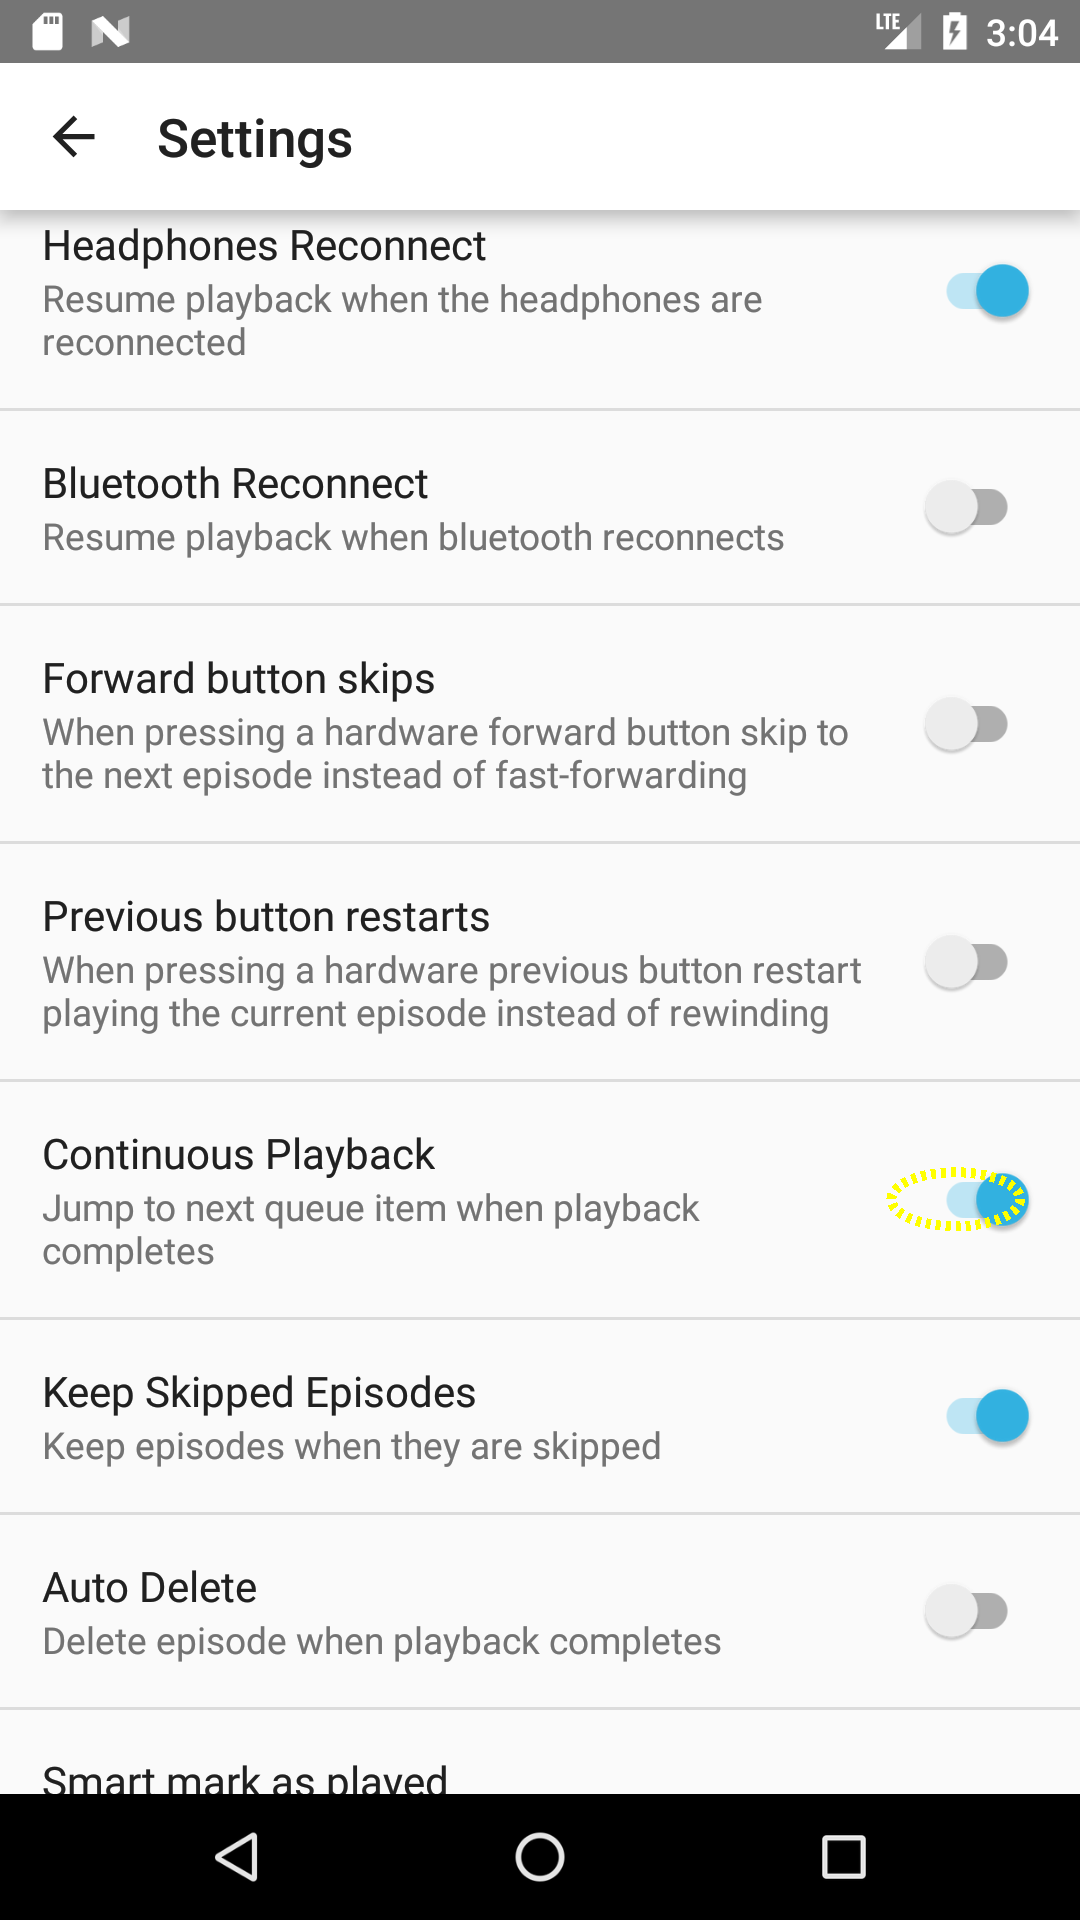 LTE 3:04
Settings
Headphones Reconnect
Resume playback when the headphones are
reconnected
Bluetooth Reconnect
Resume playback when bluetooth reconnects
Forward button skips
When pressing a hardware forward button skip to
the next episode instead of fast-forwarding
Previous button restarts
When pressing a hardware previous button restart
playing the current episode instead of rewinding
Continuous Playback
Jump to next queue item when playback
completes
Keep Skipped Episodes
Keep episodes when they are skipped
Auto Delete
Delete episode when playback completes
Smart mark as played